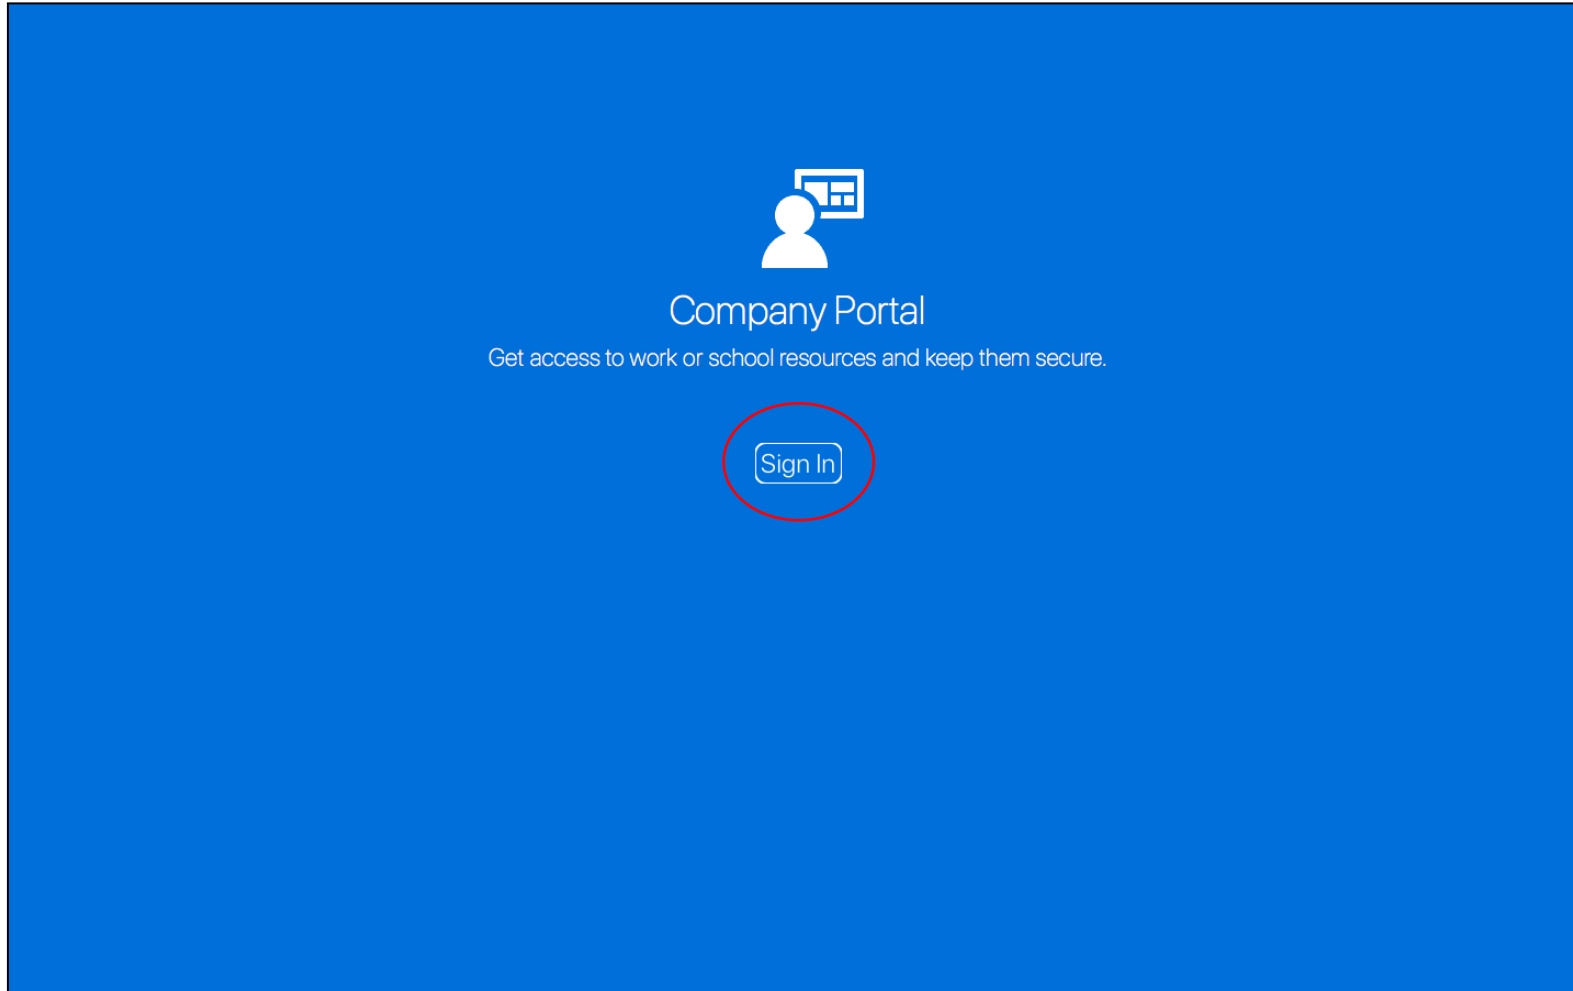 Company Portal
Get access to work or school resources and keep them secure.
Sign In